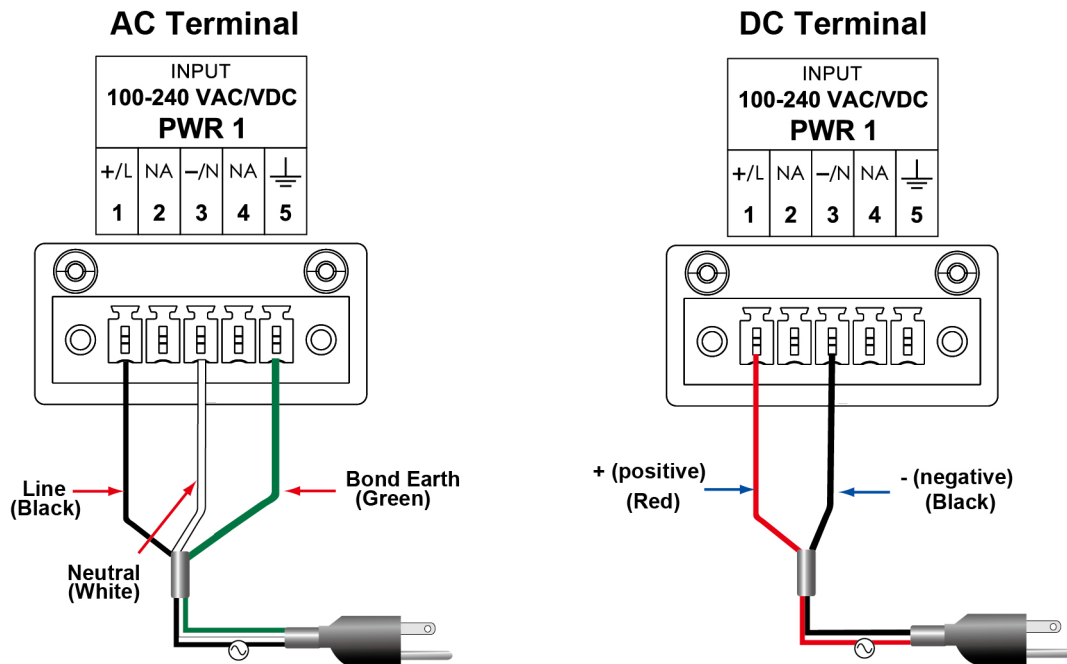 AC Terminal
INPUT
100-240 VAC/VDC
PWR 1
+/L NA −/N NA
1 2 3 4 5
Line
(Black)
Neutral
(White)
Bond Earth
(Green)
DC Terminal
INPUT
100-240 VAC/VDC
PWR 1
+/L NA −/N NA
1 2 3 4 5
+ (positive)
(Red)
- (negative)
(Black)